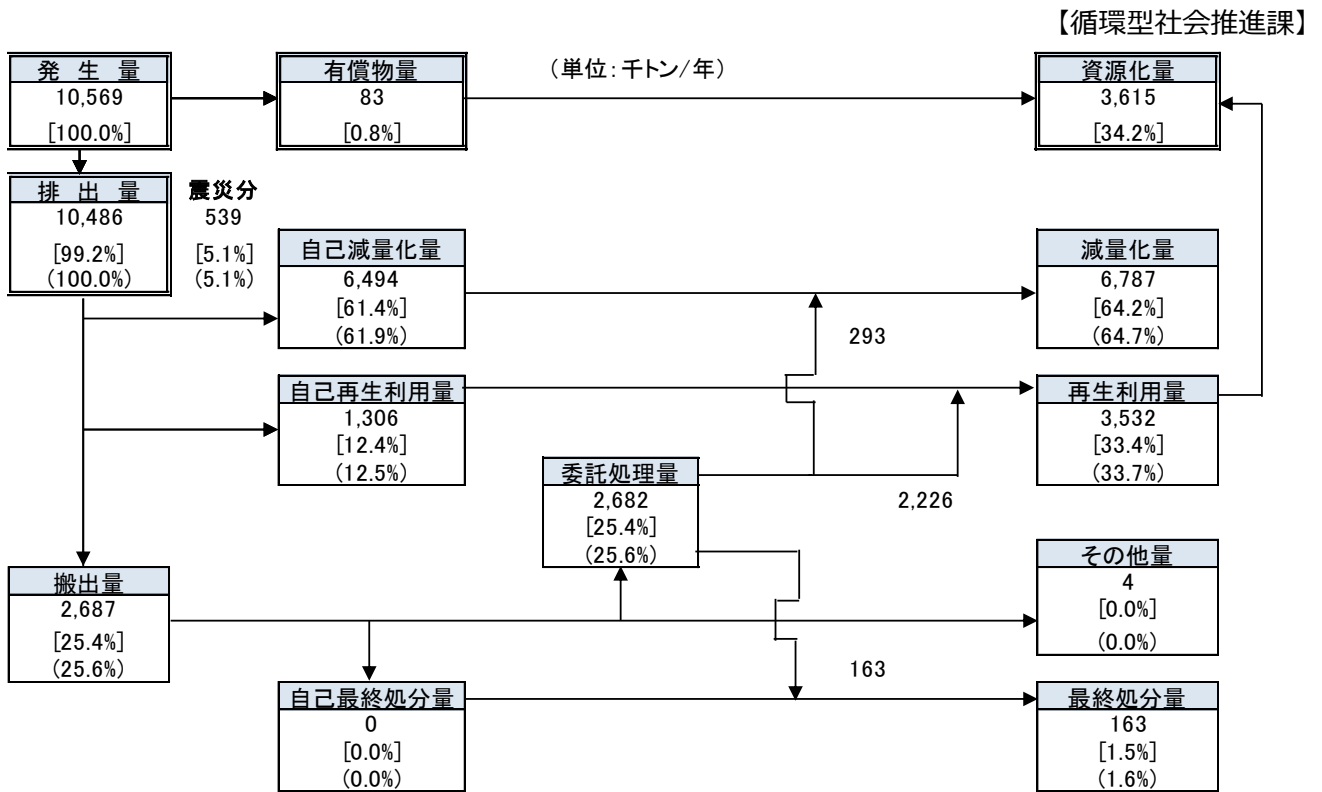 【循環型社会推進課】
発 生 量
10,569
[100.0%]
有償物量
83
[0.8%]
（単位：千トン/年）
資源化量
3,615
[34.2%]
排 出 量
10,486
[99.2%]
(100.0%)
震災分
539
[5.1%]
(5.1%)
自己減量化量
6,494
[61.4%]
(61.9%)
減量化量
6,787
[64.2%]
(64.7%)
293
自己再生利用量
1,306
[12.4%]
(12.5%)
再生利用量
3,532
[33.4%]
(33.7%)
委託処理量
2,682
[25.4%]
(25.6%)
2,226
搬出量
2,687
[25.4%]
(25.6%)
その他量
4
[0.0%]
(0.0%)
163
自己最終処分量
0
[0.0%]
(0.0%)
最終処分量
163
[1.5%]
(1.6%)